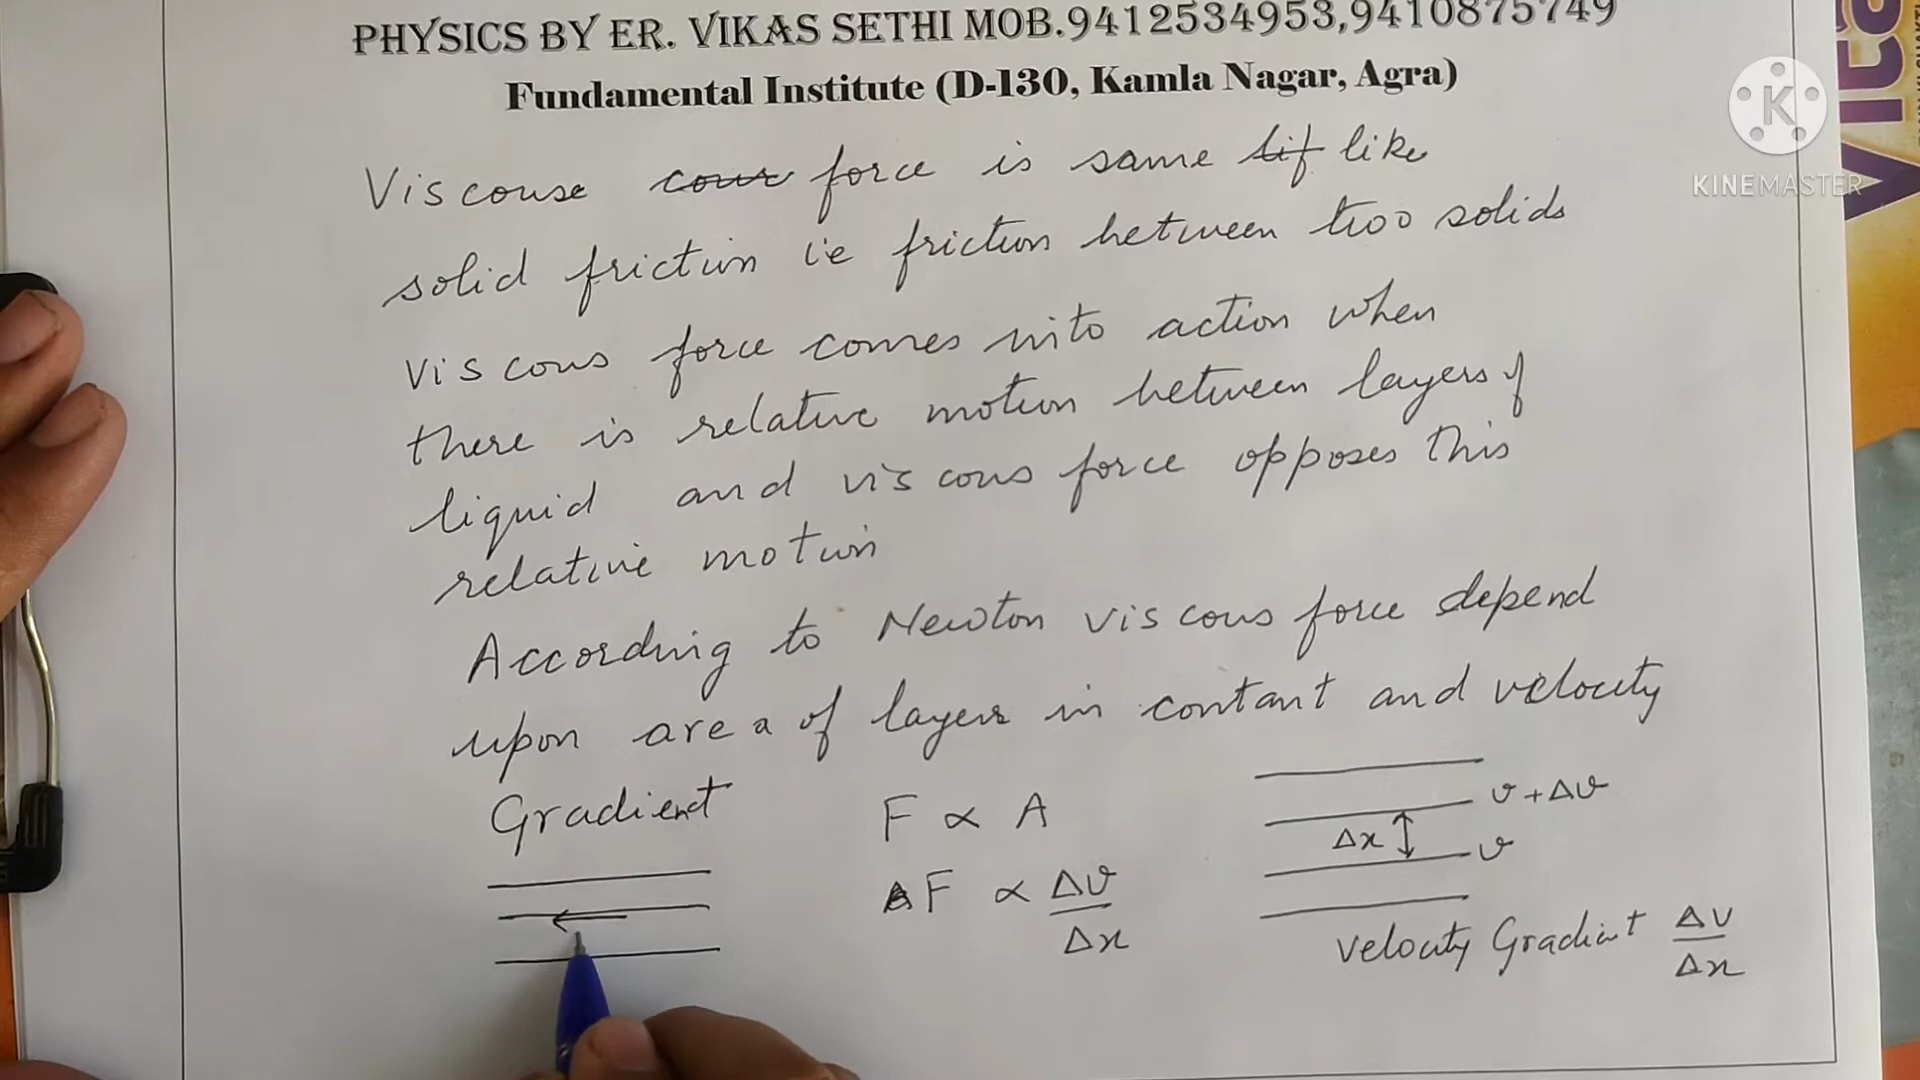 PHYSICS BY ER. VIKAS SETHI MOB.9412534953,9410875749
Fundamental Institute (D-130, Kamla Nagar, Agra)
K
KINEMASTER
Viscouse cour force is same lif like
solid friction i'e friction between two solids
viscous force comes into action when
there is relative motion between layers of
liquid and viscous force opposes this
relative motion
According to Newton viscous force depend
upon area of layers in contant and velocity
Gradient
F ∝ A
F ∝ Δv/Δx
v + Δv
Δx
v
Velocity Gradient Δv/Δx